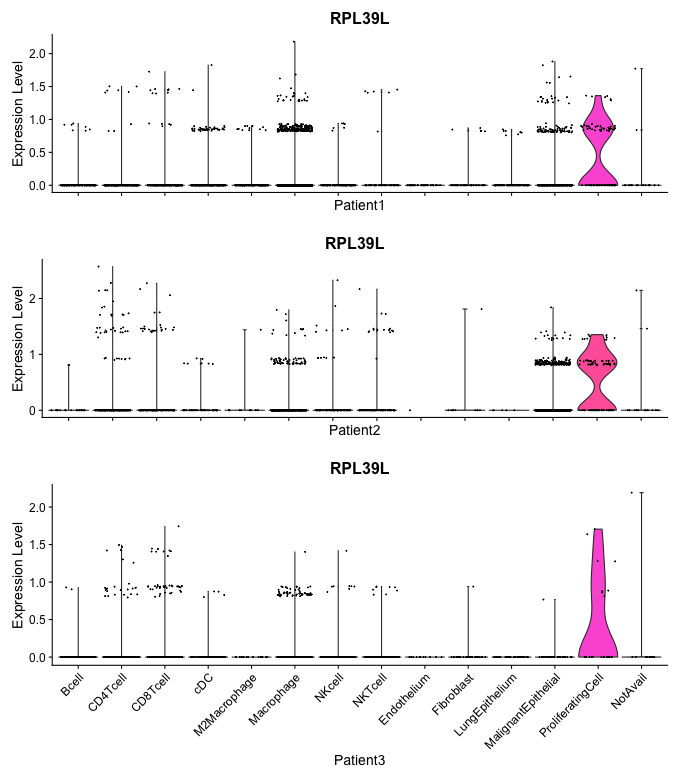 RPL39L
Expression Level
2.0
1.5
1.0
0.5
0.0
Patient1
RPL39L
Expression Level
2
1
0
Patient2
RPL39L
Expression Level
2.0
1.5
1.0
0.5
0.0
Bcell
CD4Tcell
CD8Tcell
cDC
M2Macrophage
Macrophage
NKcell
NKTcell
Endothelium
Fibroblast
LungEpithelium
MalignantEpithelial
ProliferatingCell
NotAvail
Patient3